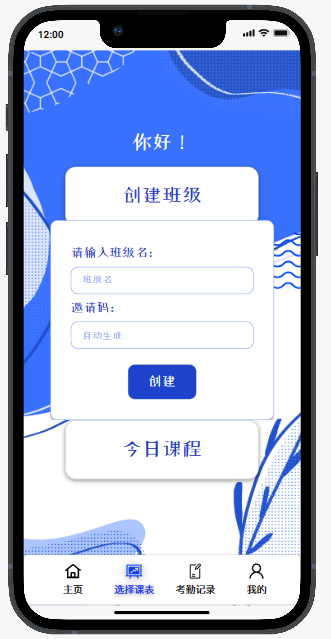 12:00
你好！
创建班级
请输入班级名：
班级名
邀请码：
自动生成
创建
今日课程
主页 选择课表 考勤记录 我的